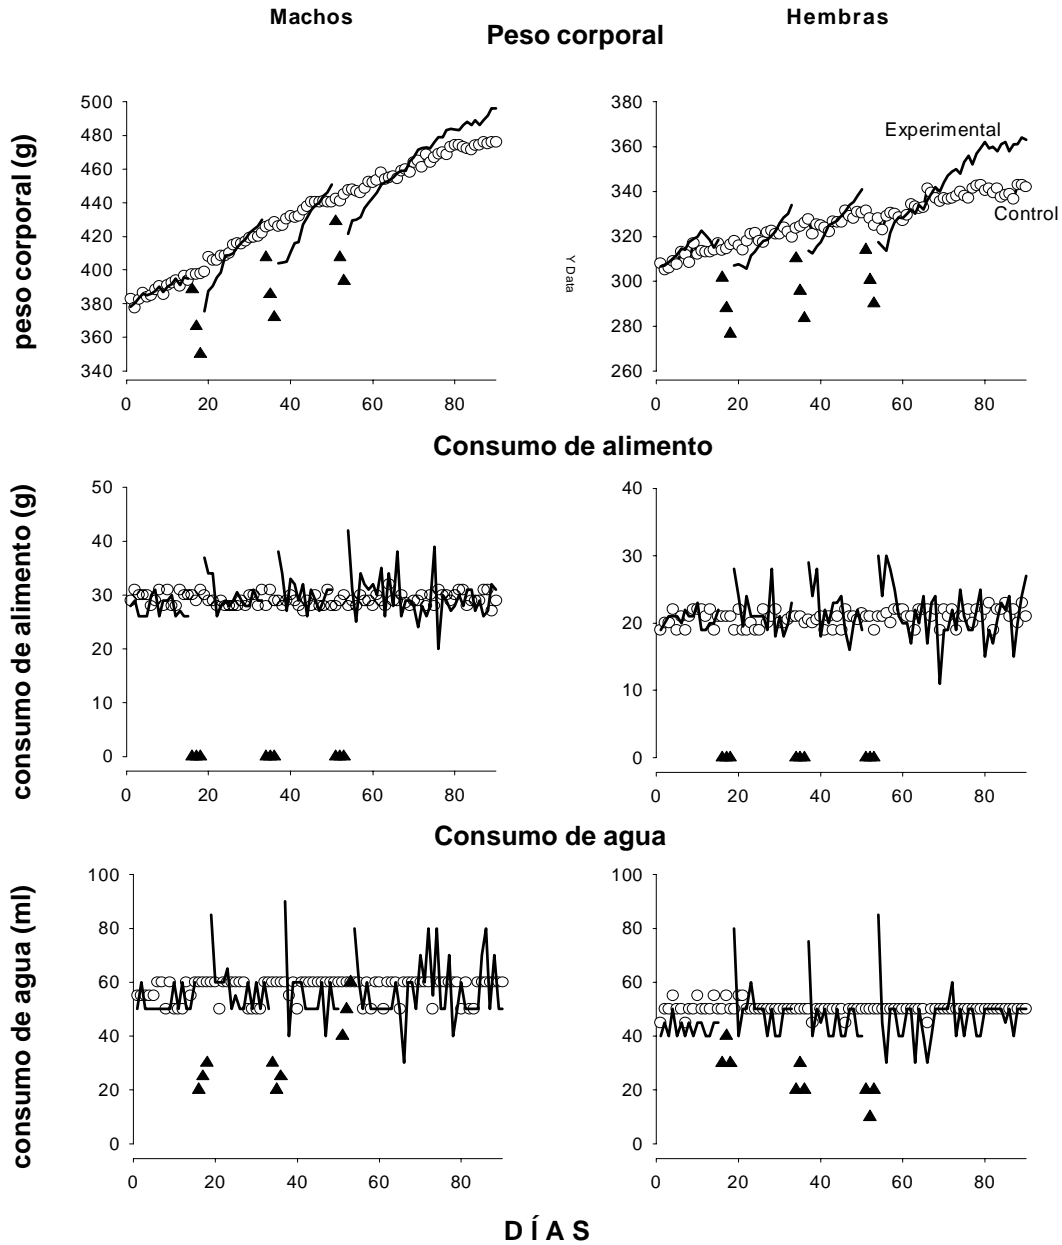 Machos
Hembras
Peso corporal
peso corporal (g)
500
480
460
440
420
400
380
360
340
0 20 40 60 80
Y Data
380
360
340
320
300
280
260
0 20 40 60 80
Experimental
Control
Consumo de alimento
consumo de alimento (g)
50
40
30
20
10
0
0 20 40 60 80
40
30
20
10
0
0 20 40 60 80
Consumo de agua
consumo de agua (ml)
100
80
60
40
20
0
0 20 40 60 80
100
80
60
40
20
0
0 20 40 60 80
D Í A S